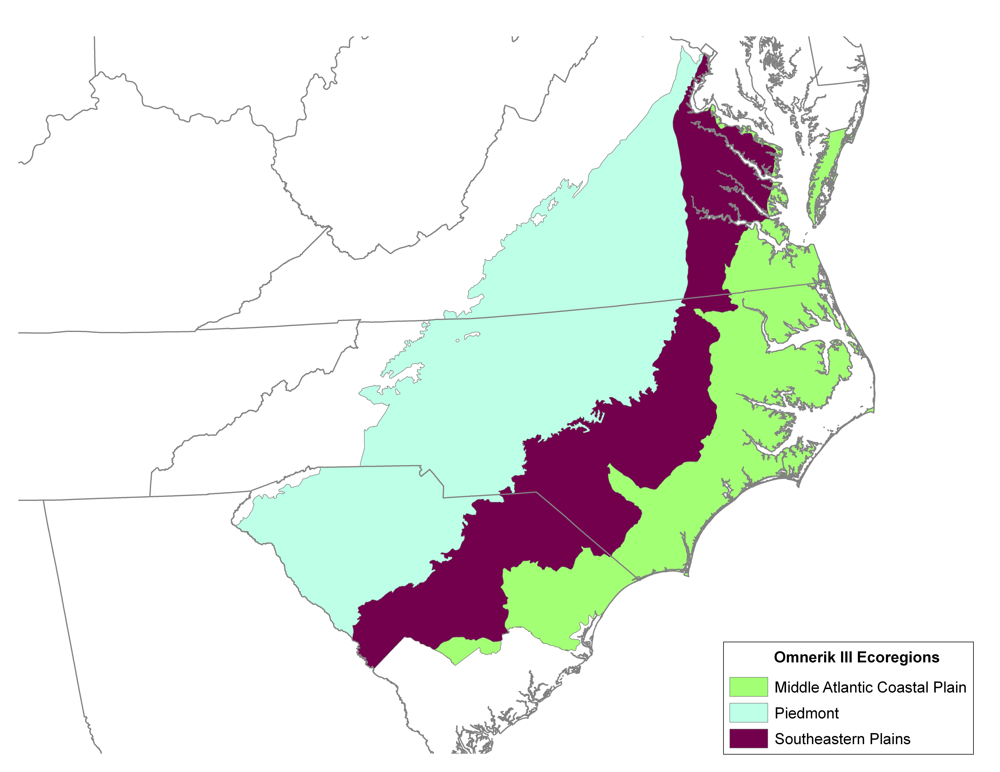 Omnerik III Ecoregions
Middle Atlantic Coastal Plain
Piedmont
Southeastern Plains